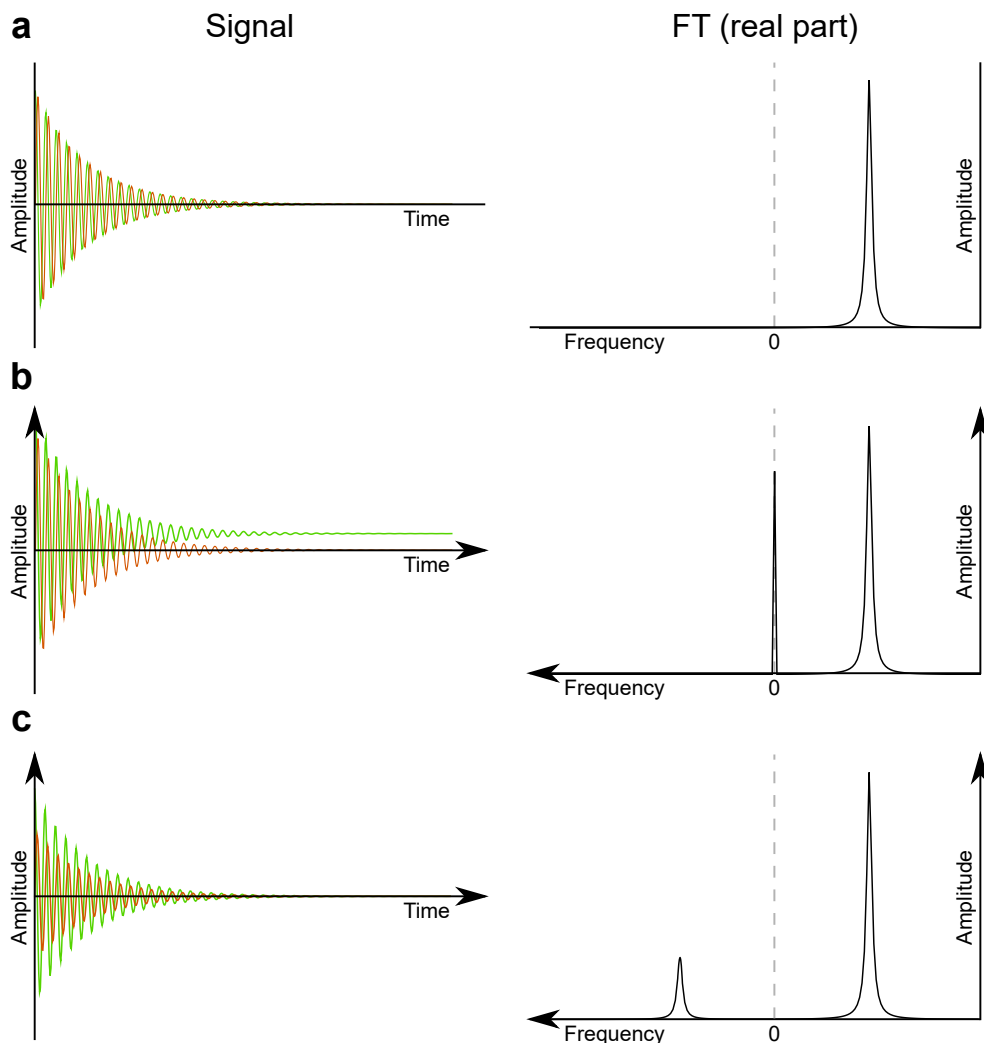 a
Signal
FT (real part)
Amplitude
Time
Frequency
0
Amplitude
b
Amplitude
Time
Frequency
0
Amplitude
c
Amplitude
Time
Frequency
0
Amplitude